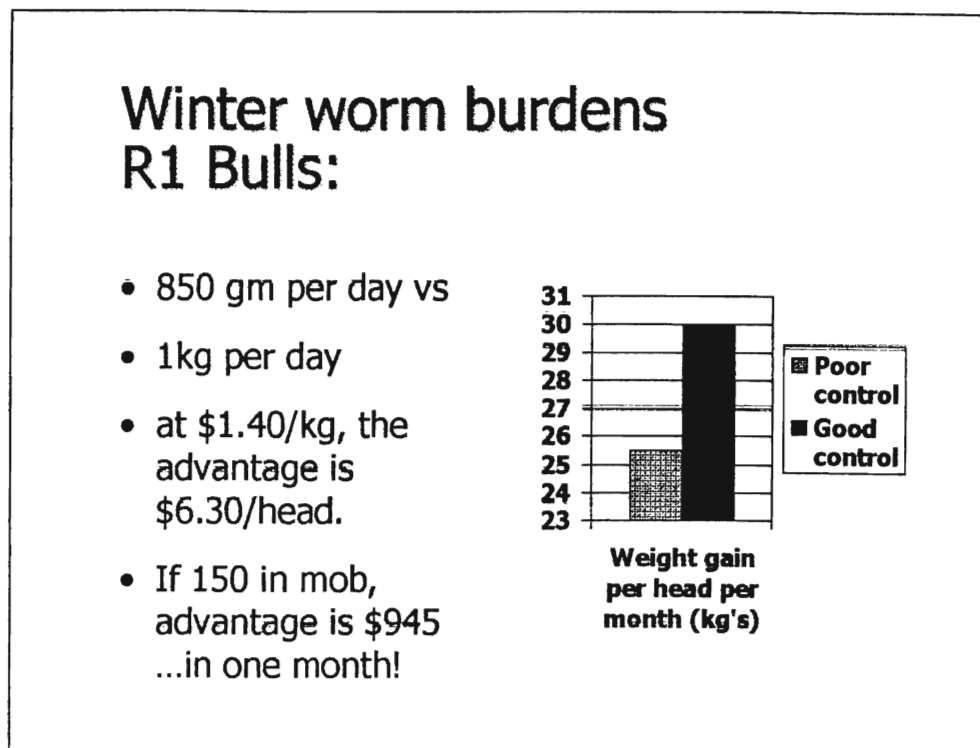 Winter worm burdens
R1 Bulls:
• 850 gm per day vs
• 1kg per day
• at $1.40/kg, the
advantage is
$6.30/head.
• If 150 in mob,
advantage is $945
...in one month!
31
30
29
28
27
26
25
24
23
Weight gain
per head per
month (kg's)
Poor
control
Good
control